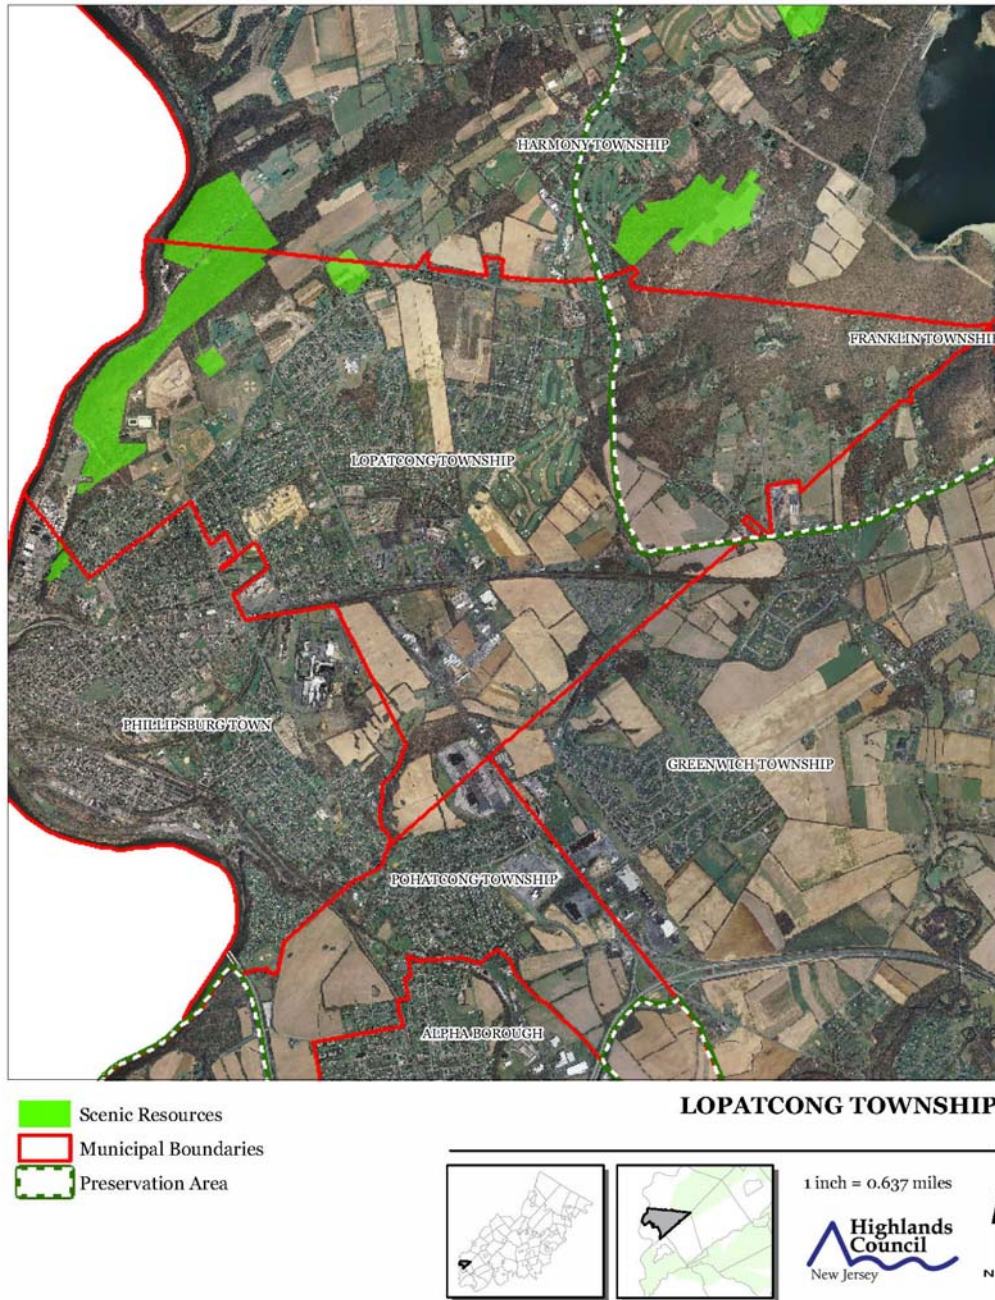 HARMONY TOWNSHIP
FRANKLIN TOWNSHIP
LOPATCONG TOWNSHIP
PHILLIPSBURG TOWN
GREENWICH TOWNSHIP
POHATCONG TOWNSHIP
ALPHA BOROUGH
Scenic Resources
Municipal Boundaries
Preservation Area
LOPATCONG TOWNSHIP
1 inch = 0.637 miles
Highlands
Council
New Jersey
N